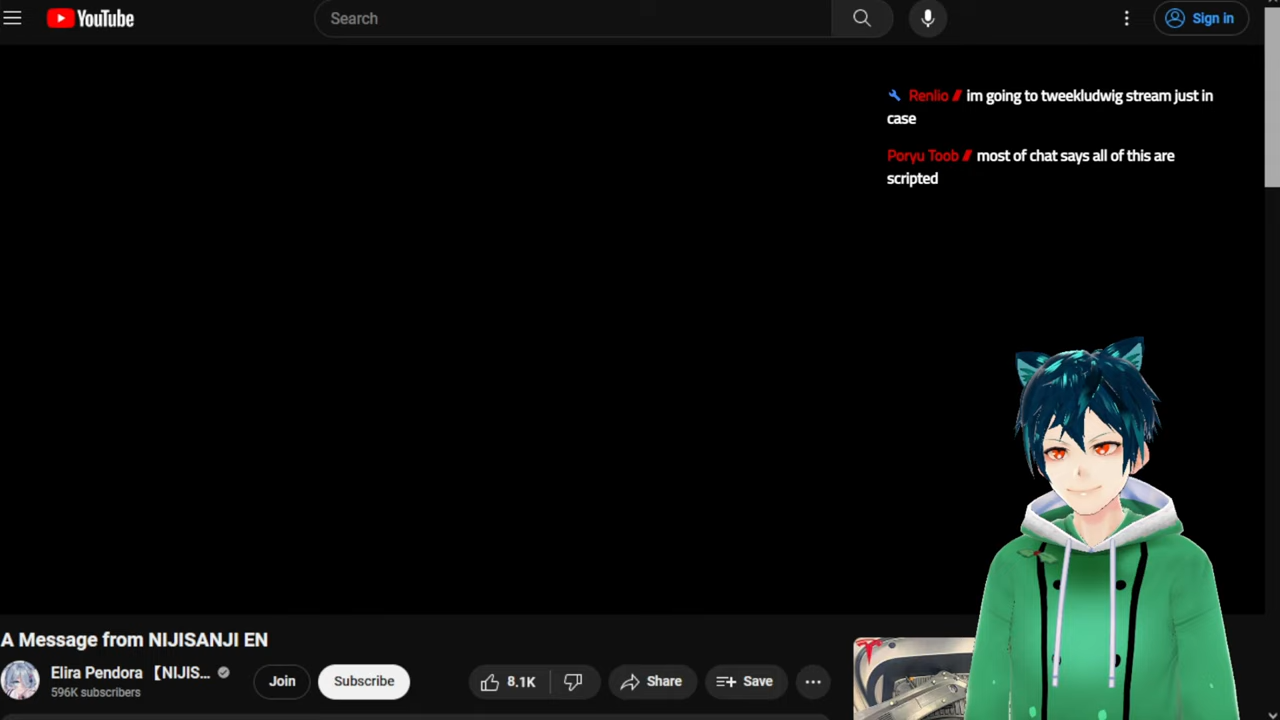 YouTube
Search
Sign in
Renlio // im going to tweekludwig stream just in
case
Poryu Toob // most of chat says all of this are
scripted
A Message from NIJISANJI EN
Elira Pendora 【NIJIS...
596K subscribers
Join
Subscribe
8.1K
Share
Save